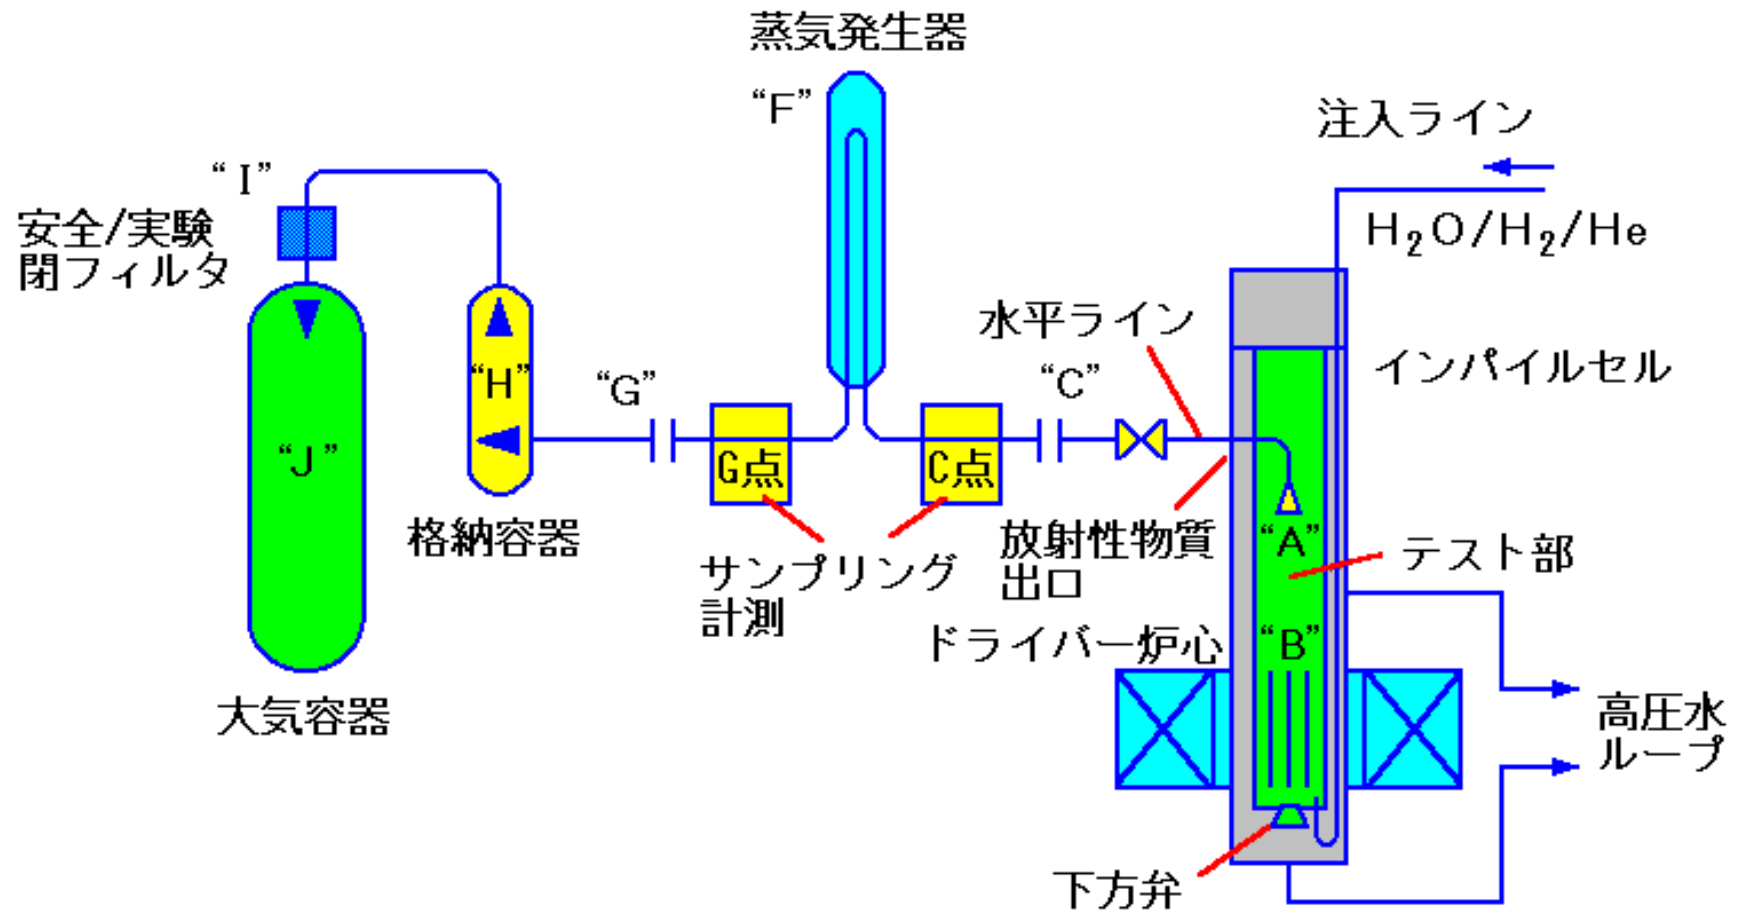 蒸気発生器
“F”
注入ライン
“I”
安全/実験
閉フィルタ
H₂O/H₂/He
水平ライン
インパイルセル
“H”
“G”
“C”
“J”
G点
C点
格納容器
サンプリング
計測
放射性物質
出口
“A”
テスト部
ドライバー炉心
“B”
大気容器
高圧水
ループ
下方弁